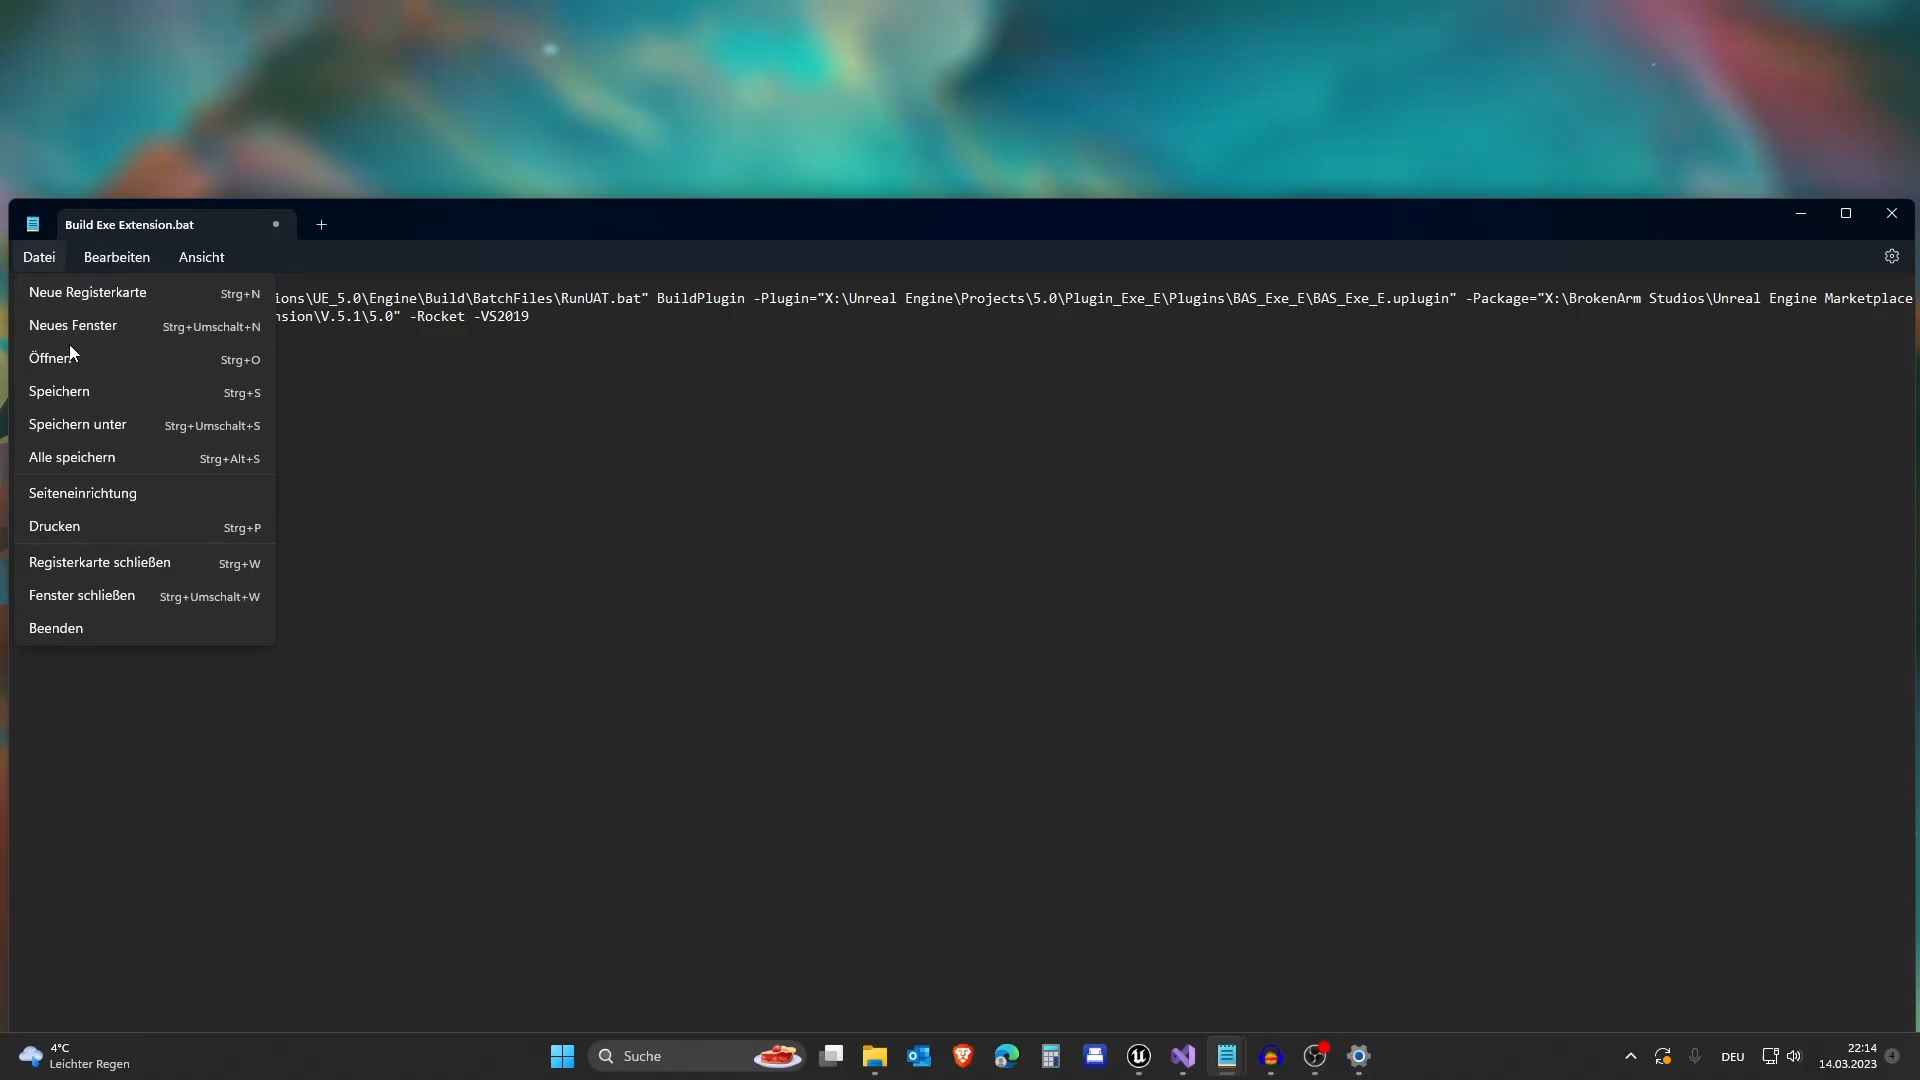 Build Exe Extension.bat
Datei Bearbeiten Ansicht
ions\UE_5.0\Engine\Build\BatchFiles\RunUAT.bat" BuildPlugin -Plugin="X:\Unreal Engine\Projects\5.0\Plugin_Exe_E\Plugins\BAS_Exe_E\BAS_Exe_E.uplugin" -Package="X:\BrokenArm Studios\Unreal Engine Marketplace
nsion\V.5.1\5.0" -Rocket -VS2019
Neue Registerkarte Strg+N
Neues Fenster Strg+Umschalt+N
Öffnen Strg+O
Speichern Strg+S
Speichern unter Strg+Umschalt+S
Alle speichern Strg+Alt+S
Seiteneinrichtung
Drucken Strg+P
Registerkarte schließen Strg+W
Fenster schließen Strg+Umschalt+W
Beenden
4°C
Leichter Regen
Suche
DEU
22:14
14.03.2023
4